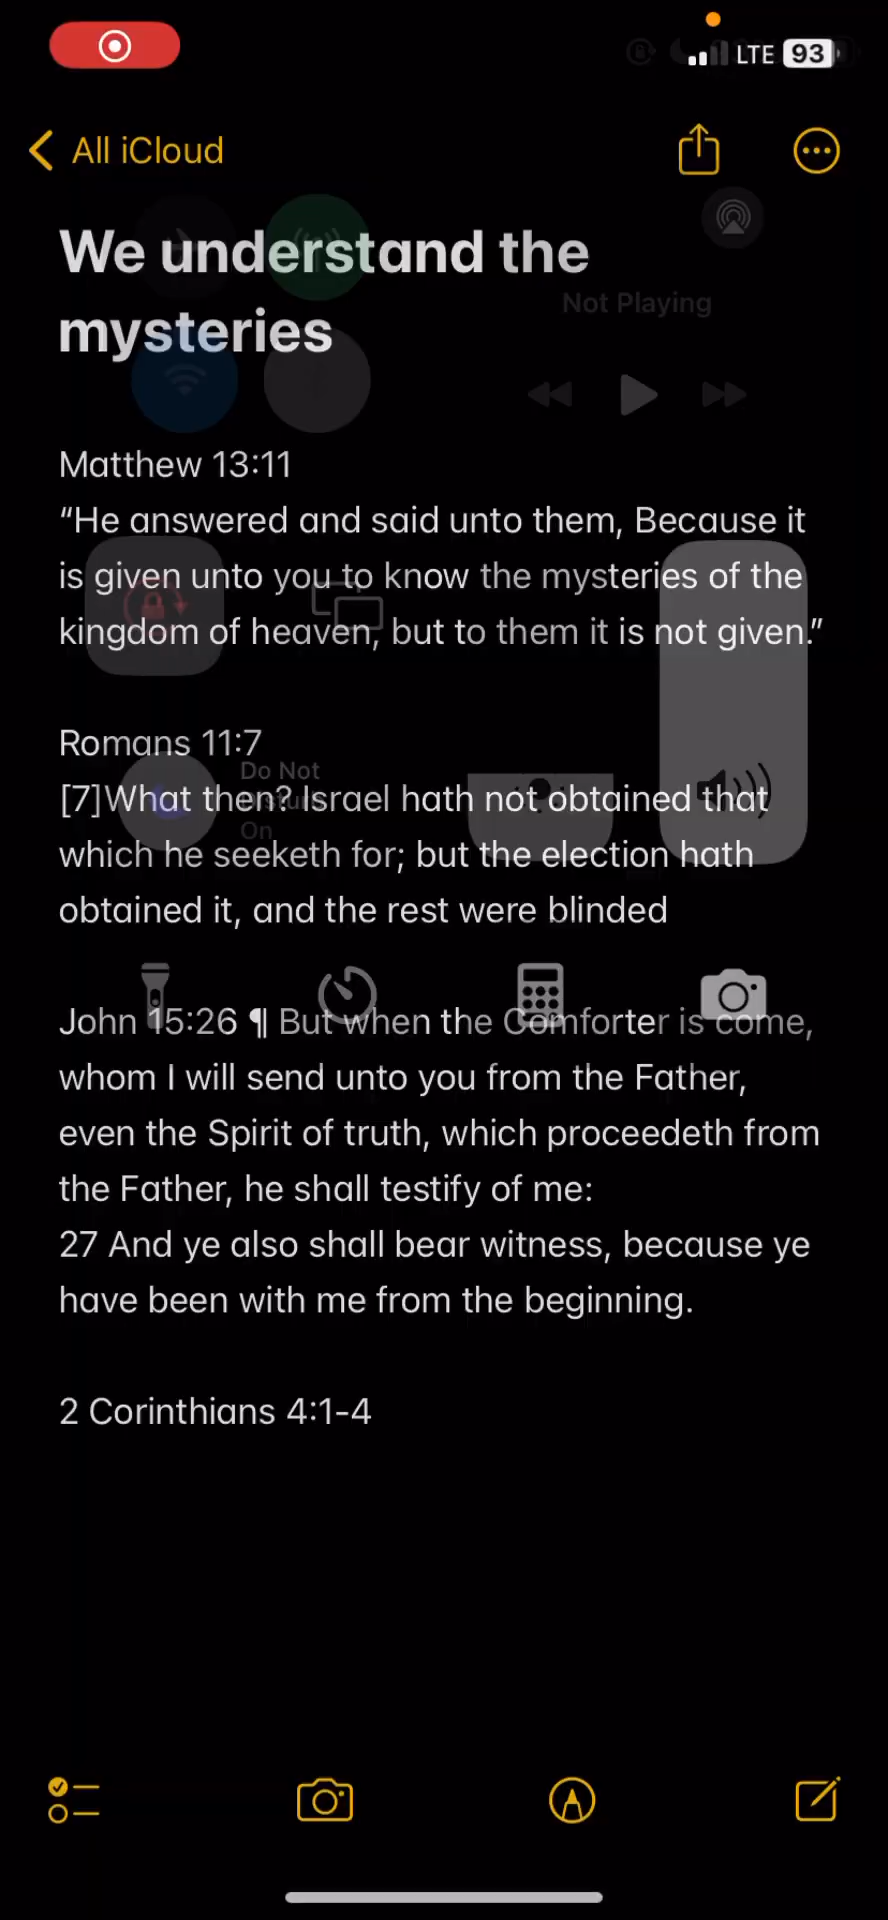 LTE 93
All iCloud
We understand the
mysteries
Not Playing
Matthew 13:11
“He answered and said unto them, Because it
is given unto you to know the mysteries of the
kingdom of heaven, but to them it is not given.”
Romans 11:7
Do Not
[7]What then? Israel hath not obtained that
On
which he seeketh for; but the election hath
obtained it, and the rest were blinded
John 15:26 ¶ But when the Comforter is come,
whom I will send unto you from the Father,
even the Spirit of truth, which proceedeth from
the Father, he shall testify of me:
27 And ye also shall bear witness, because ye
have been with me from the beginning.
2 Corinthians 4:1-4